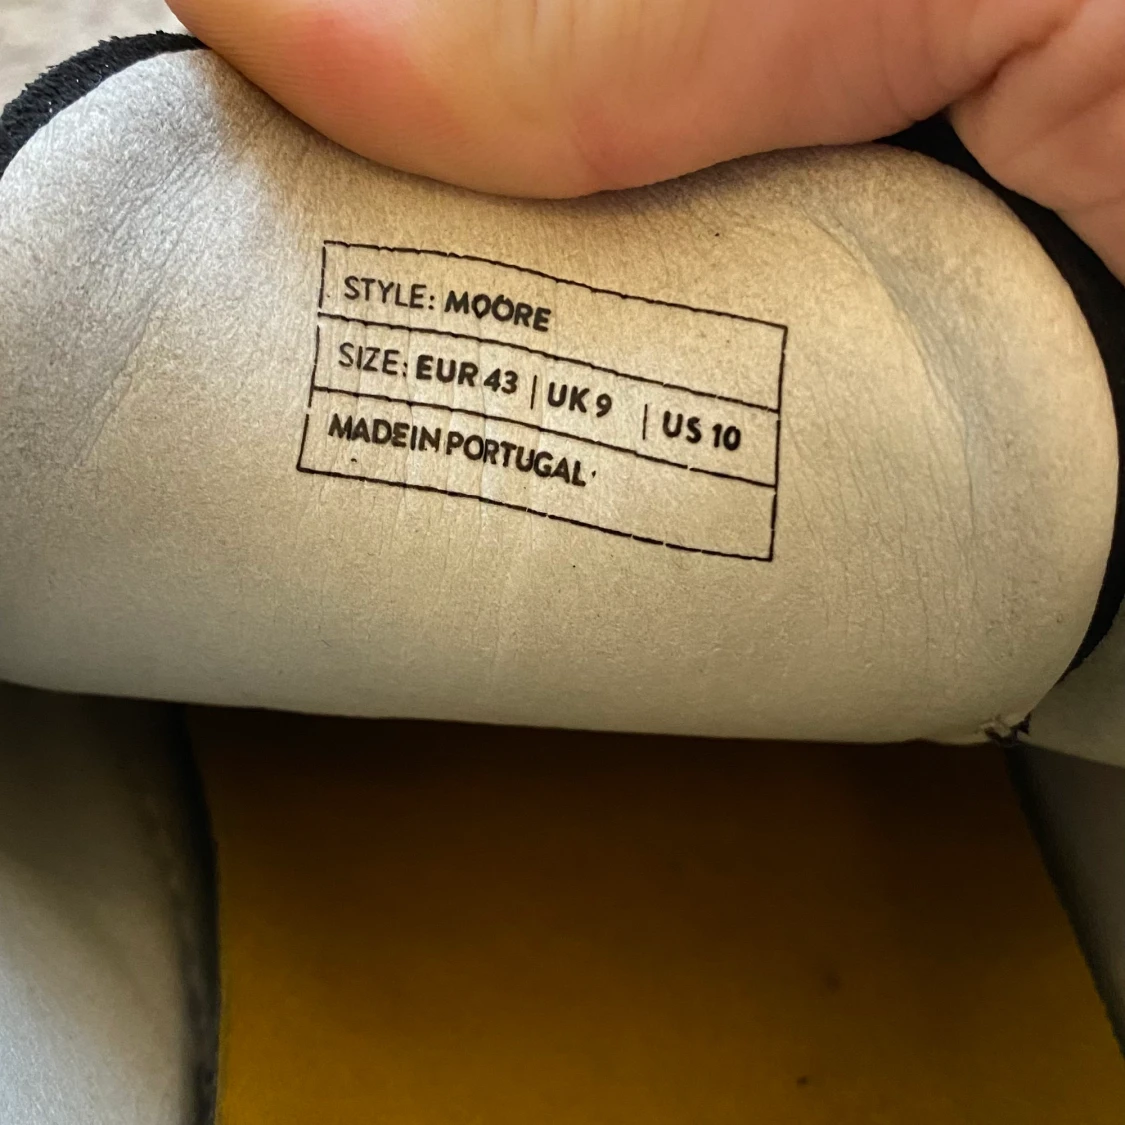 STYLE: MOORE
SIZE: EUR 43 | UK 9 | US 10
MADE IN PORTUGAL